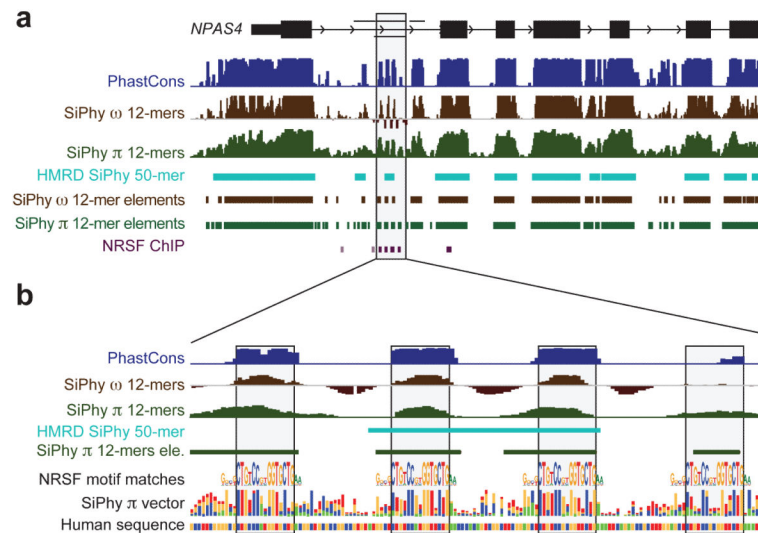 a
NPAS4
PhastCons
SiPhy ω 12-mers
SiPhy π 12-mers
HMRD SiPhy 50-mer
SiPhy ω 12-mer elements
SiPhy π 12-mer elements
NRSF ChIP
b
PhastCons
SiPhy ω 12-mers
SiPhy π 12-mers
HMRD SiPhy 50-mer
SiPhy π 12-mers ele.
NRSF motif matches
SiPhy π vector
Human sequence